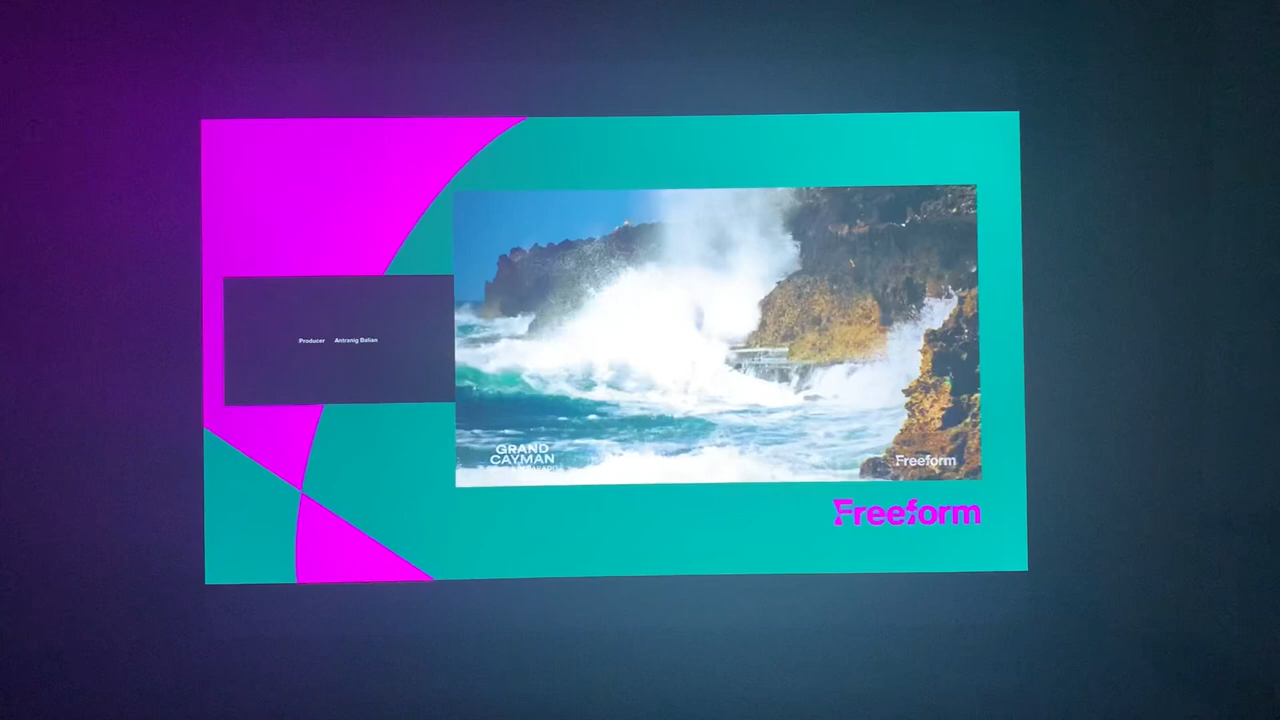 Producer Antranig Balian
GRAND
CAYMAN
Freeform
Freeform